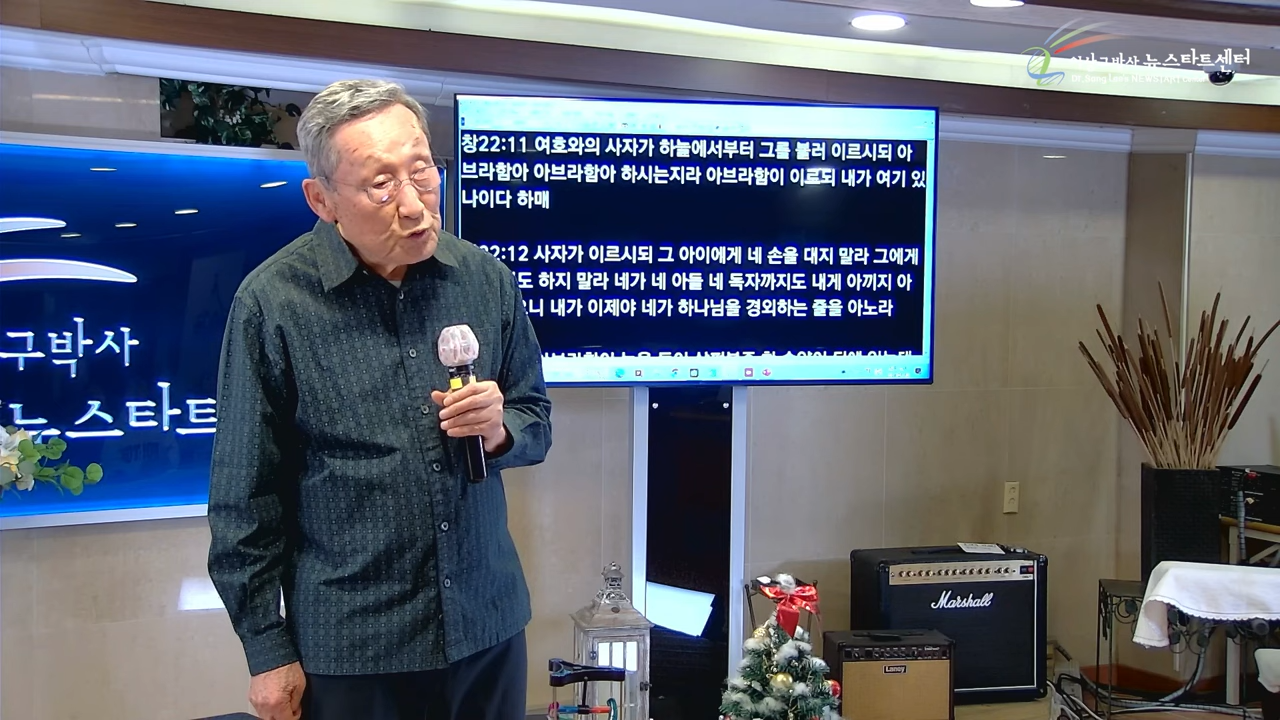 뉴스타트센터
Dr. Sang Lee's NEWSTART
창22:11 여호와의 사자가 하늘에서부터 그를 불러 이르시되 아
브라함아 아브라함아 하시는지라 아브라함이 이르되 내가 여기 있
나이다 하매
22:12 사자가 이르시되 그 아이에게 네 손을 대지 말라 그에게
도 하지 말라 네가 네 아들 네 독자까지도 내게 아끼지 아
니 내가 이제야 네가 하나님을 경외하는 줄을 아노라
구박사
뉴스타트
Marshall
Laney